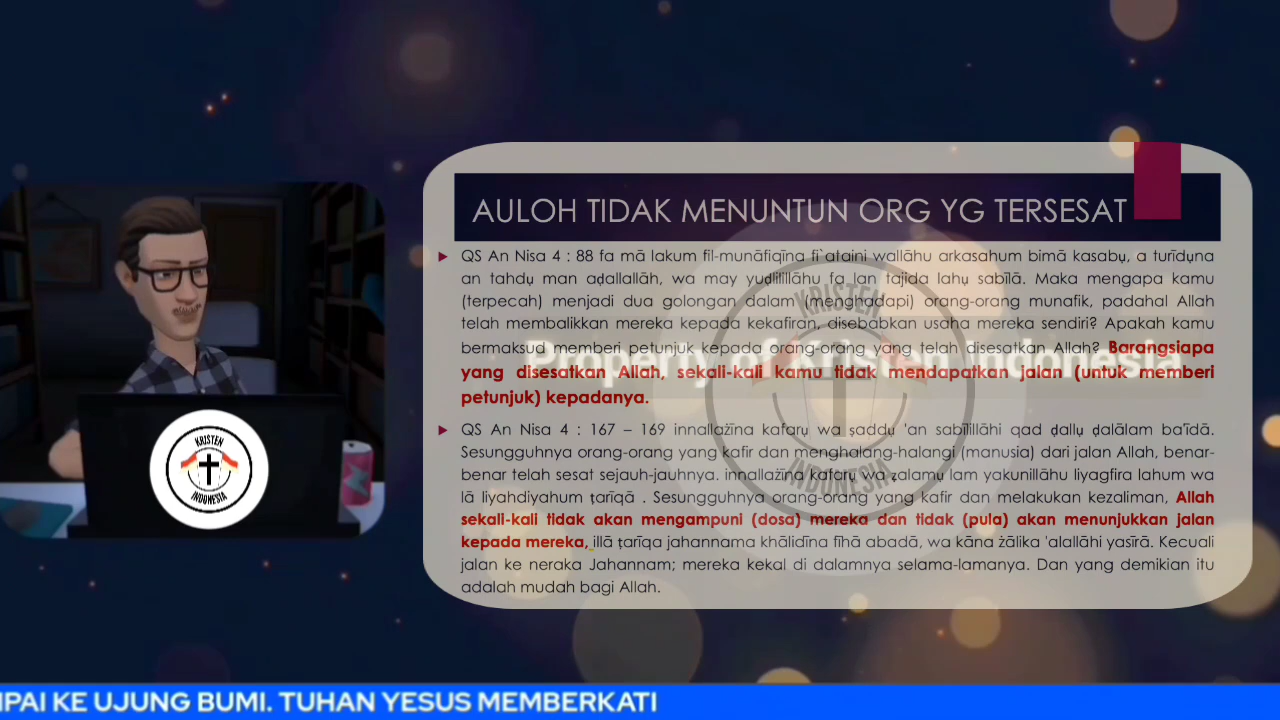 AULOH TIDAK MENUNTUN ORG YG TERSESAT
QS An Nisa 4 : 88 fa mā lakum fil-munāfiqīna fi`ataini wallāhu arkasahum bimā kasabụ, a turīdụna
an tahdụ man aḍallallāh, wa may yuḍlilillāhu fa lan tajida lahụ sabīlā. Maka mengapa kamu
(terpecah) menjadi dua golongan dalam (menghadapi) orang-orang munafik, padahal Allah
telah membalikkan mereka kepada kekafiran, disebabkan usaha mereka sendiri? Apakah kamu
bermaksud memberi petunjuk kepada orang-orang yang telah disesatkan Allah? Barangsiapa
yang disesatkan Allah, sekali-kali kamu tidak mendapatkan jalan (untuk memberi
petunjuk) kepadanya.
QS An Nisa 4 : 167 – 169 innallażīna kafarụ wa ṣaddụ 'an sabīlillāhi qad ḍallụ ḍalālam ba'īdā.
Sesungguhnya orang-orang yang kafir dan menghalang-halangi (manusia) dari jalan Allah, benar-
benar telah sesat sejauh-jauhnya. innallażīna kafarụ wa ẓalamụ lam yakunillāhu liyagfira lahum wa
lā liyahdiyahum ṭarīqā . Sesungguhnya orang-orang yang kafir dan melakukan kezaliman, Allah
sekali-kali tidak akan mengampuni (dosa) mereka dan tidak (pula) akan menunjukkan jalan
kepada mereka, illā ṭarīqa jahannama khālidīna fīhā abadā, wa kāna żālika 'alallāhi yasīrā. Kecuali
jalan ke neraka Jahannam; mereka kekal di dalamnya selama-lamanya. Dan yang demikian itu
adalah mudah bagi Allah.
KRISTEN
INDONESIA
Property of Indonesia
KRISTEN
INDONESIA
IPAI KE UJUNG BUMI. TUHAN YESUS MEMBERKATI